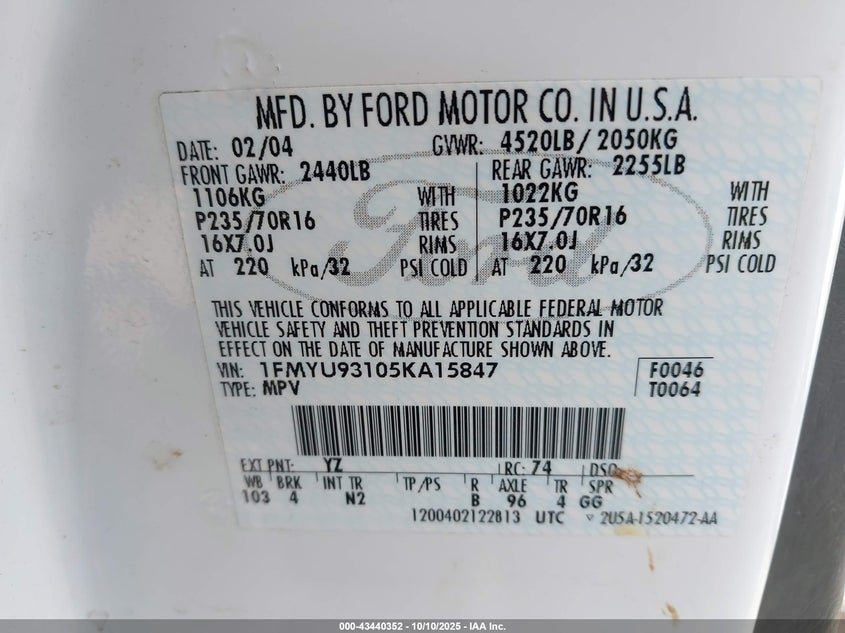 MFD. BY FORD MOTOR CO. IN U.S.A.
DATE: 02/04 GVWR: 4520LB/ 2050KG
FRONT GAWR: 2440LB REAR GAWR: 2255LB
1106KG WITH 1022KG WITH
P235/70R16 TIRES P235/70R16 TIRES
16X7.0J RIMS 16X7.0J RIMS
AT 220 kPa/32 PSI COLD AT 220 kPa/32 PSI COLD
Ford
THIS VEHICLE CONFORMS TO ALL APPLICABLE FEDERAL MOTOR
VEHICLE SAFETY AND THEFT PREVENTION STANDARDS IN
EFFECT ON THE DATE OF MANUFACTURE SHOWN ABOVE.
VIN: 1FMYU93105KA15847 F0046
TYPE: MPV T0064
EXT PNT: YZ RC: 74 DSO:
WB BRK INT TR TP/PS R AXLE TR SPR
103 4 N2 B 96 4 GG
1200402122813 UTC ▽ 2U5A-1520472-AA
000-43440352 - 10/10/2025 - IAA Inc.